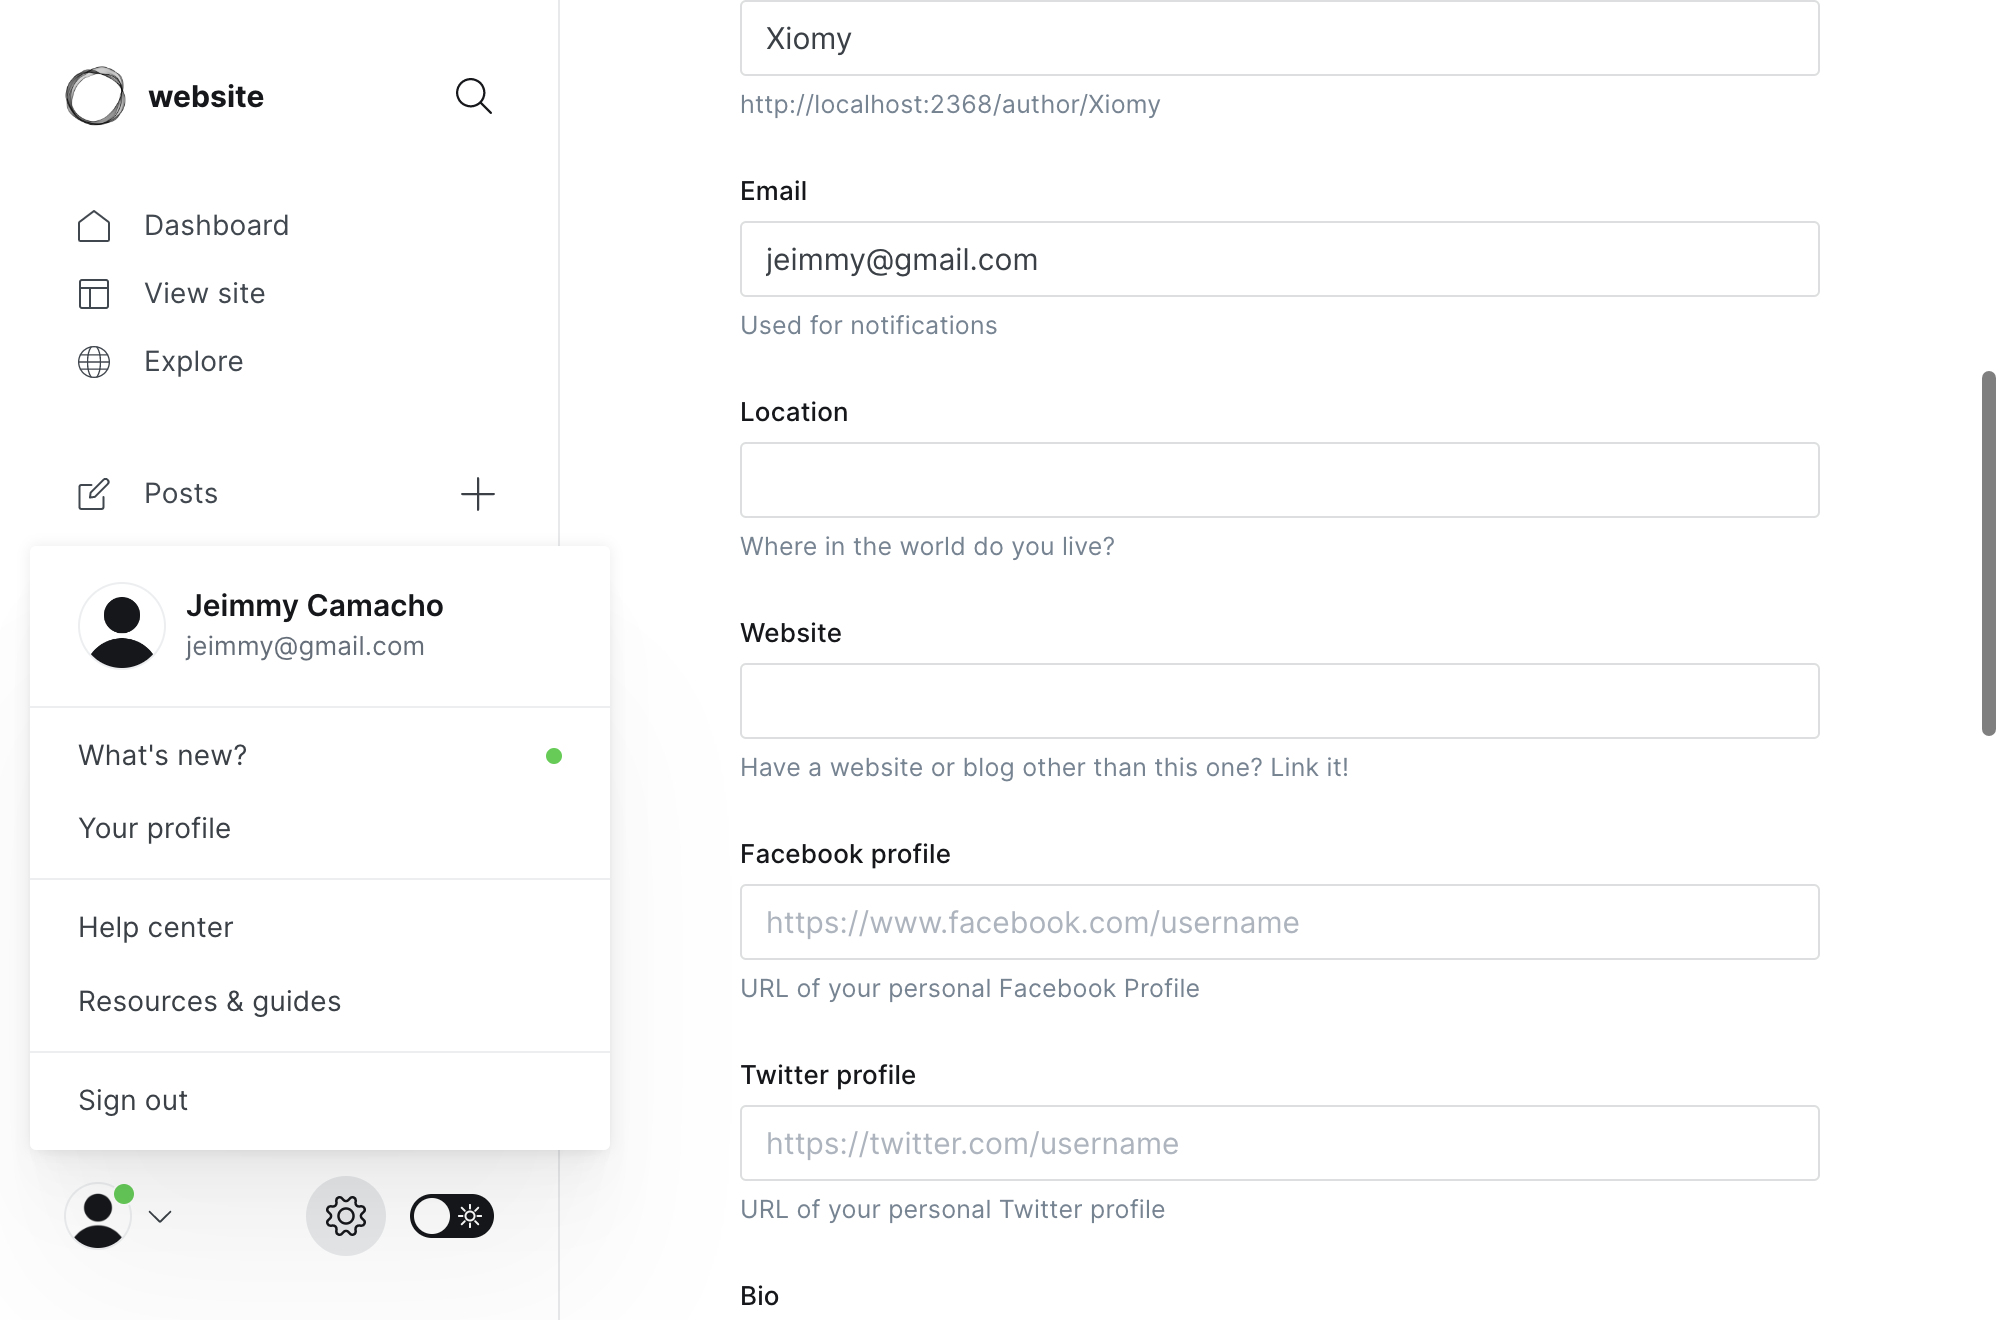 website
Dashboard
View site
Explore
Posts
Jeimmy Camacho
jeimmy@gmail.com
What's new?
Your profile
Help center
Resources & guides
Sign out
Xiomy
http://localhost:2368/author/Xiomy
Email
jeimmy@gmail.com
Used for notifications
Location
Where in the world do you live?
Website
Have a website or blog other than this one? Link it!
Facebook profile
https://www.facebook.com/username
URL of your personal Facebook Profile
Twitter profile
https://twitter.com/username
URL of your personal Twitter profile
Bio